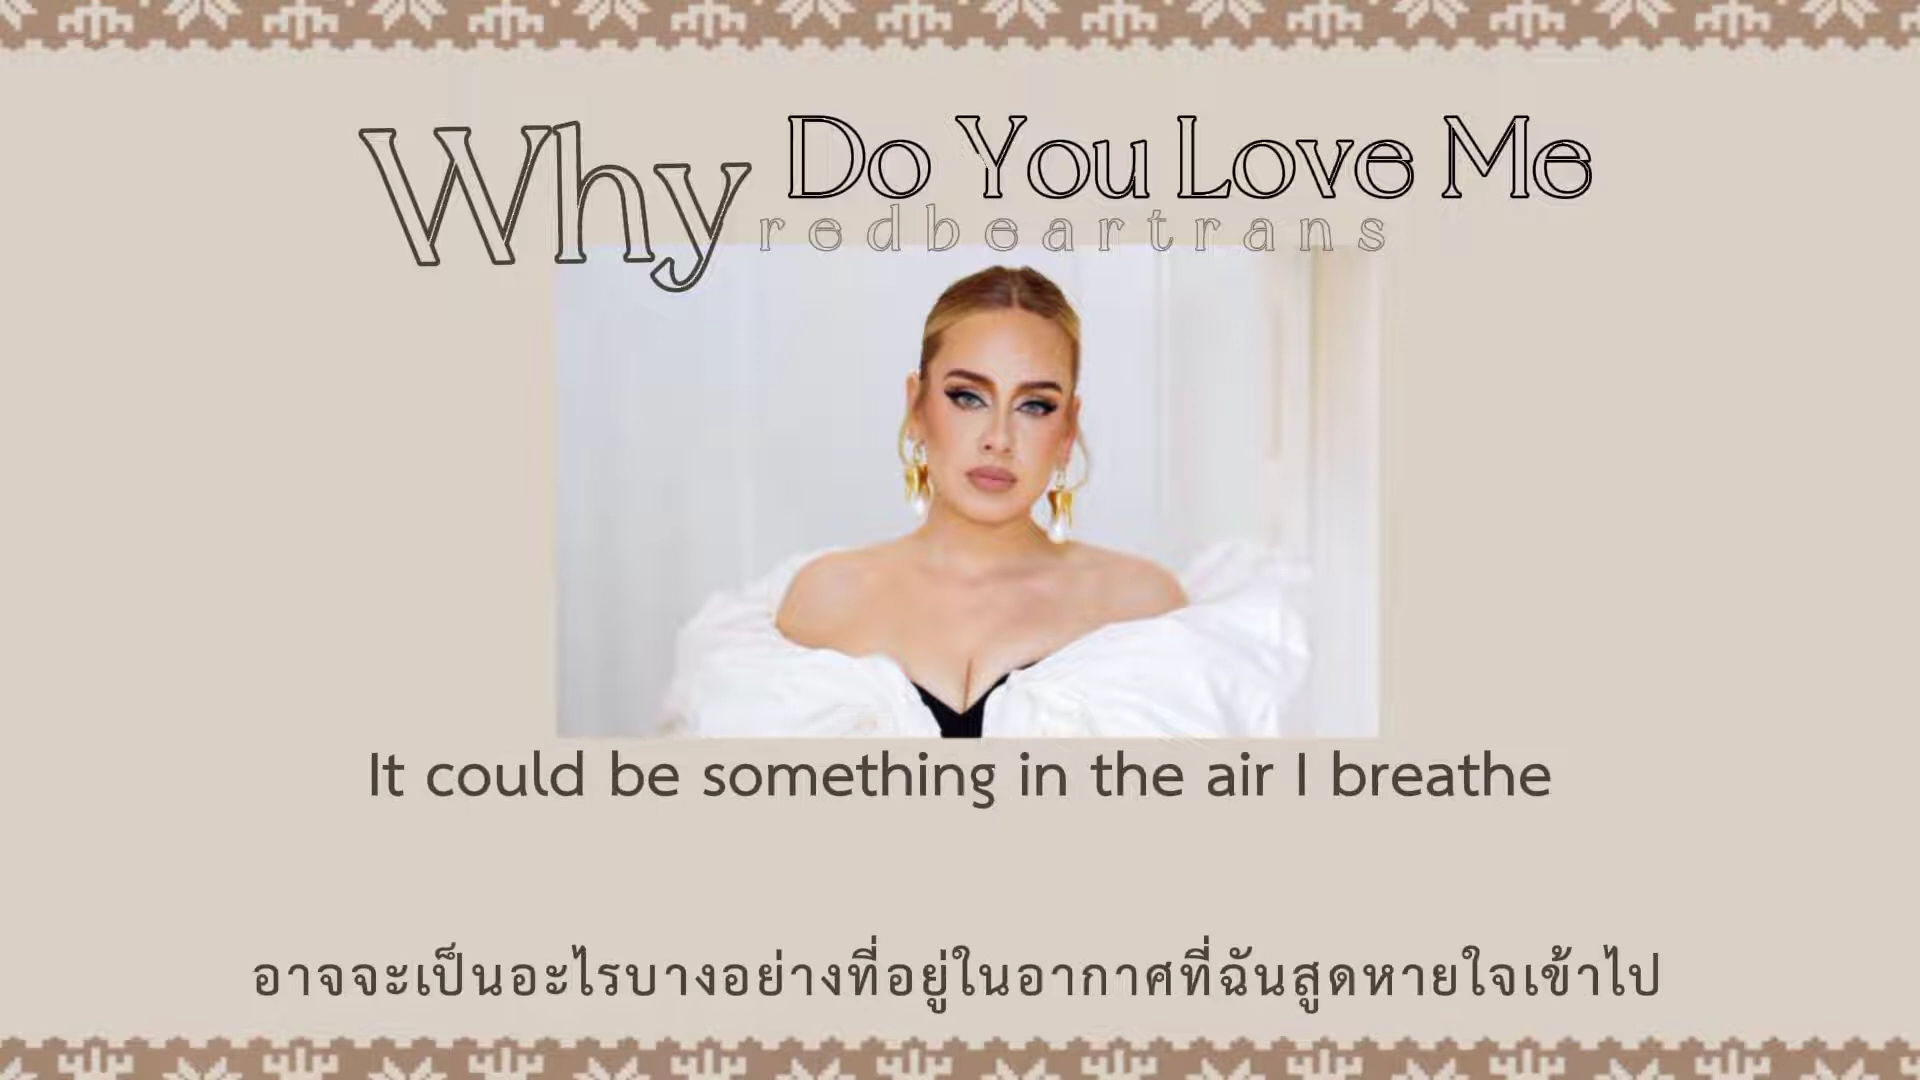 Why Do You Love Me
redbeartrans
It could be something in the air I breathe
อาจจะเป็นอะไรบางอย่างที่อยู่ในอากาศที่ฉันสูดหายใจเข้าไป